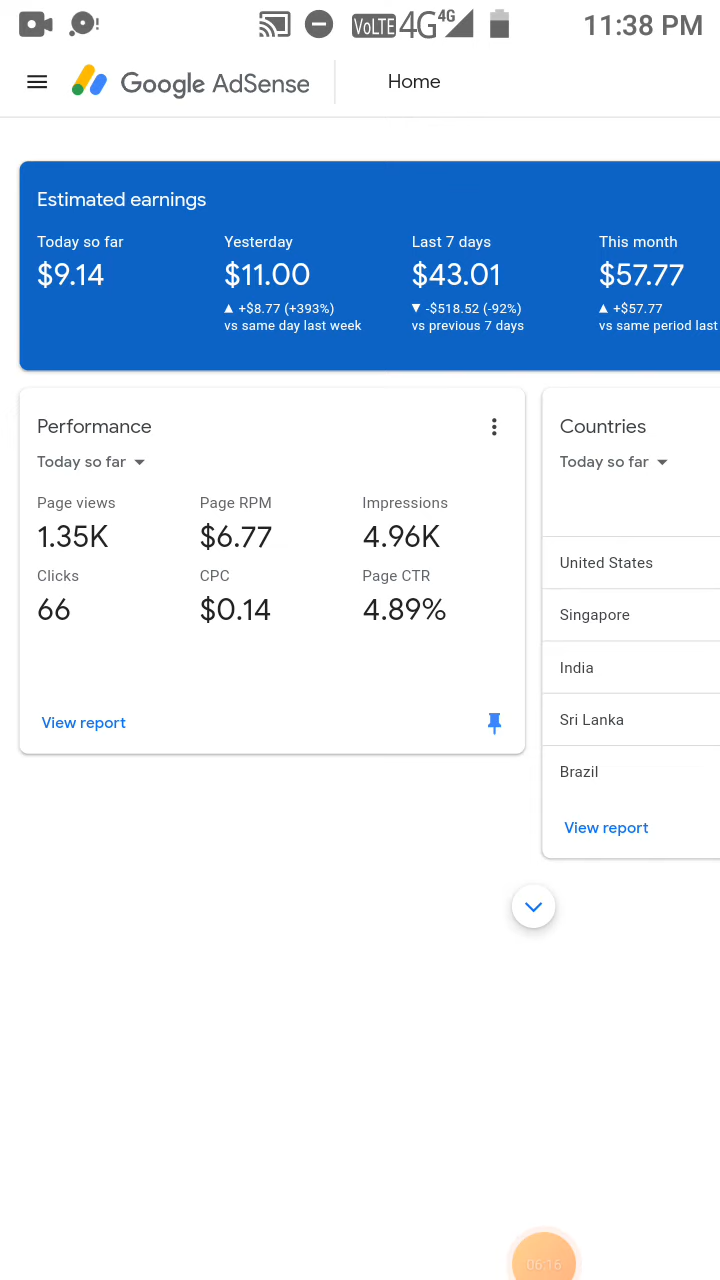 VoLTE 4G 4G 11:38 PM
Google AdSense Home
Estimated earnings
Today so far Yesterday Last 7 days This month
$9.14 $11.00 $43.01 $57.77
▲ +$8.77 (+393%) ▼ -$518.52 (-92%) ▲ +$57.77
vs same day last week vs previous 7 days vs same period last
Performance
Today so far
Page views Page RPM Impressions
1.35K $6.77 4.96K
Clicks CPC Page CTR
66 $0.14 4.89%
View report
Countries
Today so far
United States
Singapore
India
Sri Lanka
Brazil
View report
06:16